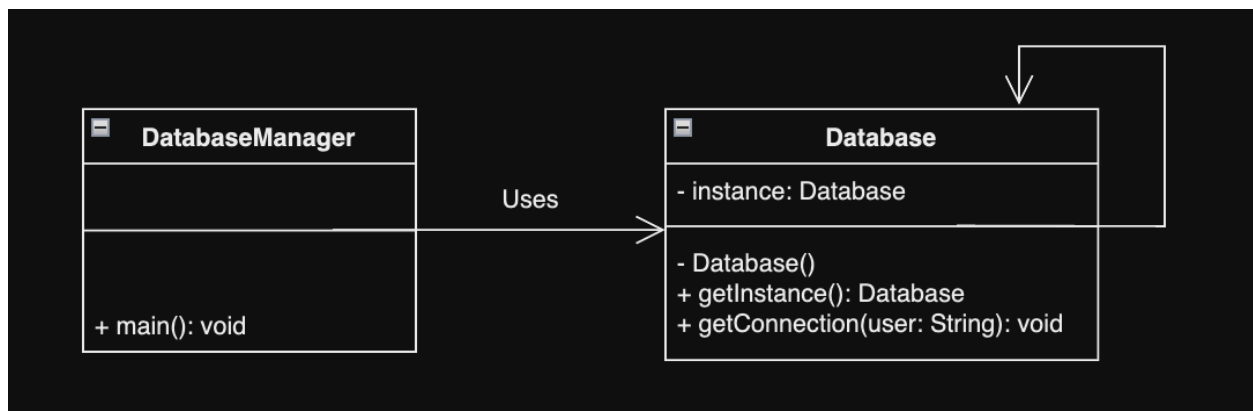 DatabaseManager
+ main(): void
Uses
Database
- instance: Database
- Database()
+ getInstance(): Database
+ getConnection(user: String): void